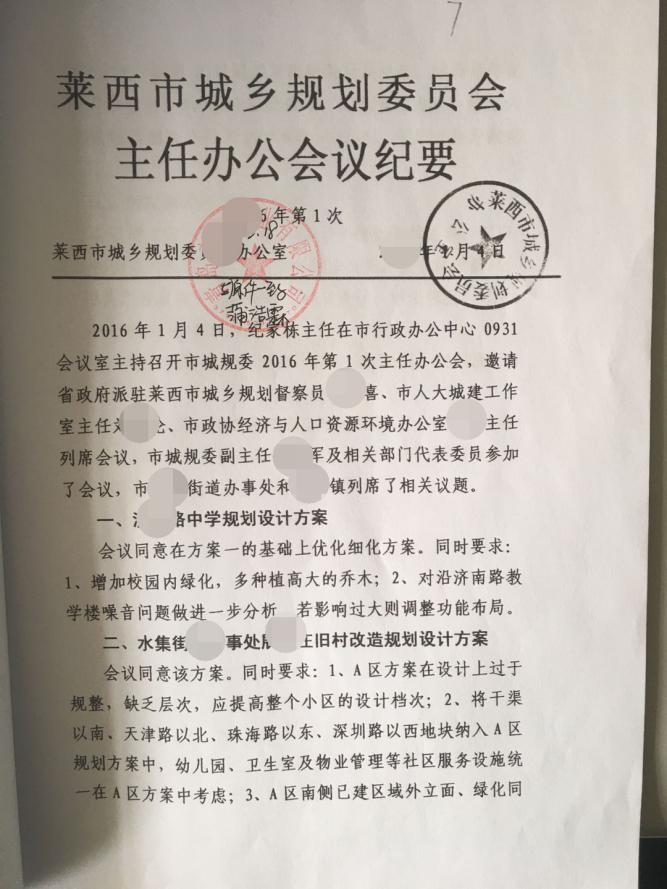 7
莱西市城乡规划委员会
主任办公会议纪要
6年第1次
莱西市城乡规划委 办公室 2 年1月4日
2016年1月4日,纪家栋主任在市行政办公中心0931
会议室主持召开市城规委2016年第1次主任办公会,邀请
省政府派驻莱西市城乡规划督察员 喜、市人大城建工作
室主任刘 、市政协经济与人口资源环境办公室 主任
列席会议,市城规委副主任 军及相关部门代表委员参加
了会议,市 街道办事处和 镇列席了相关议题。
一、 路中学规划设计方案
会议同意在方案一的基础上优化细化方案。同时要求:
1、增加校园内绿化,多种植高大的乔木;2、对沿济南路教
学楼噪音问题做进一步分析 若影响过大则调整功能布局。
二、水集街 事处 庄旧村改造规划设计方案
会议同意该方案。同时要求:1、A区方案在设计上过于
规整,缺乏层次,应提高整个小区的设计档次;2、将干渠
以南、天津路以北、珠海路以东、深圳路以西地块纳入A区
规划方案中,幼儿园、卫生室及物业管理等社区服务设施统
一在A区方案中考虑;3、A区南侧已建区域外立面、绿化同